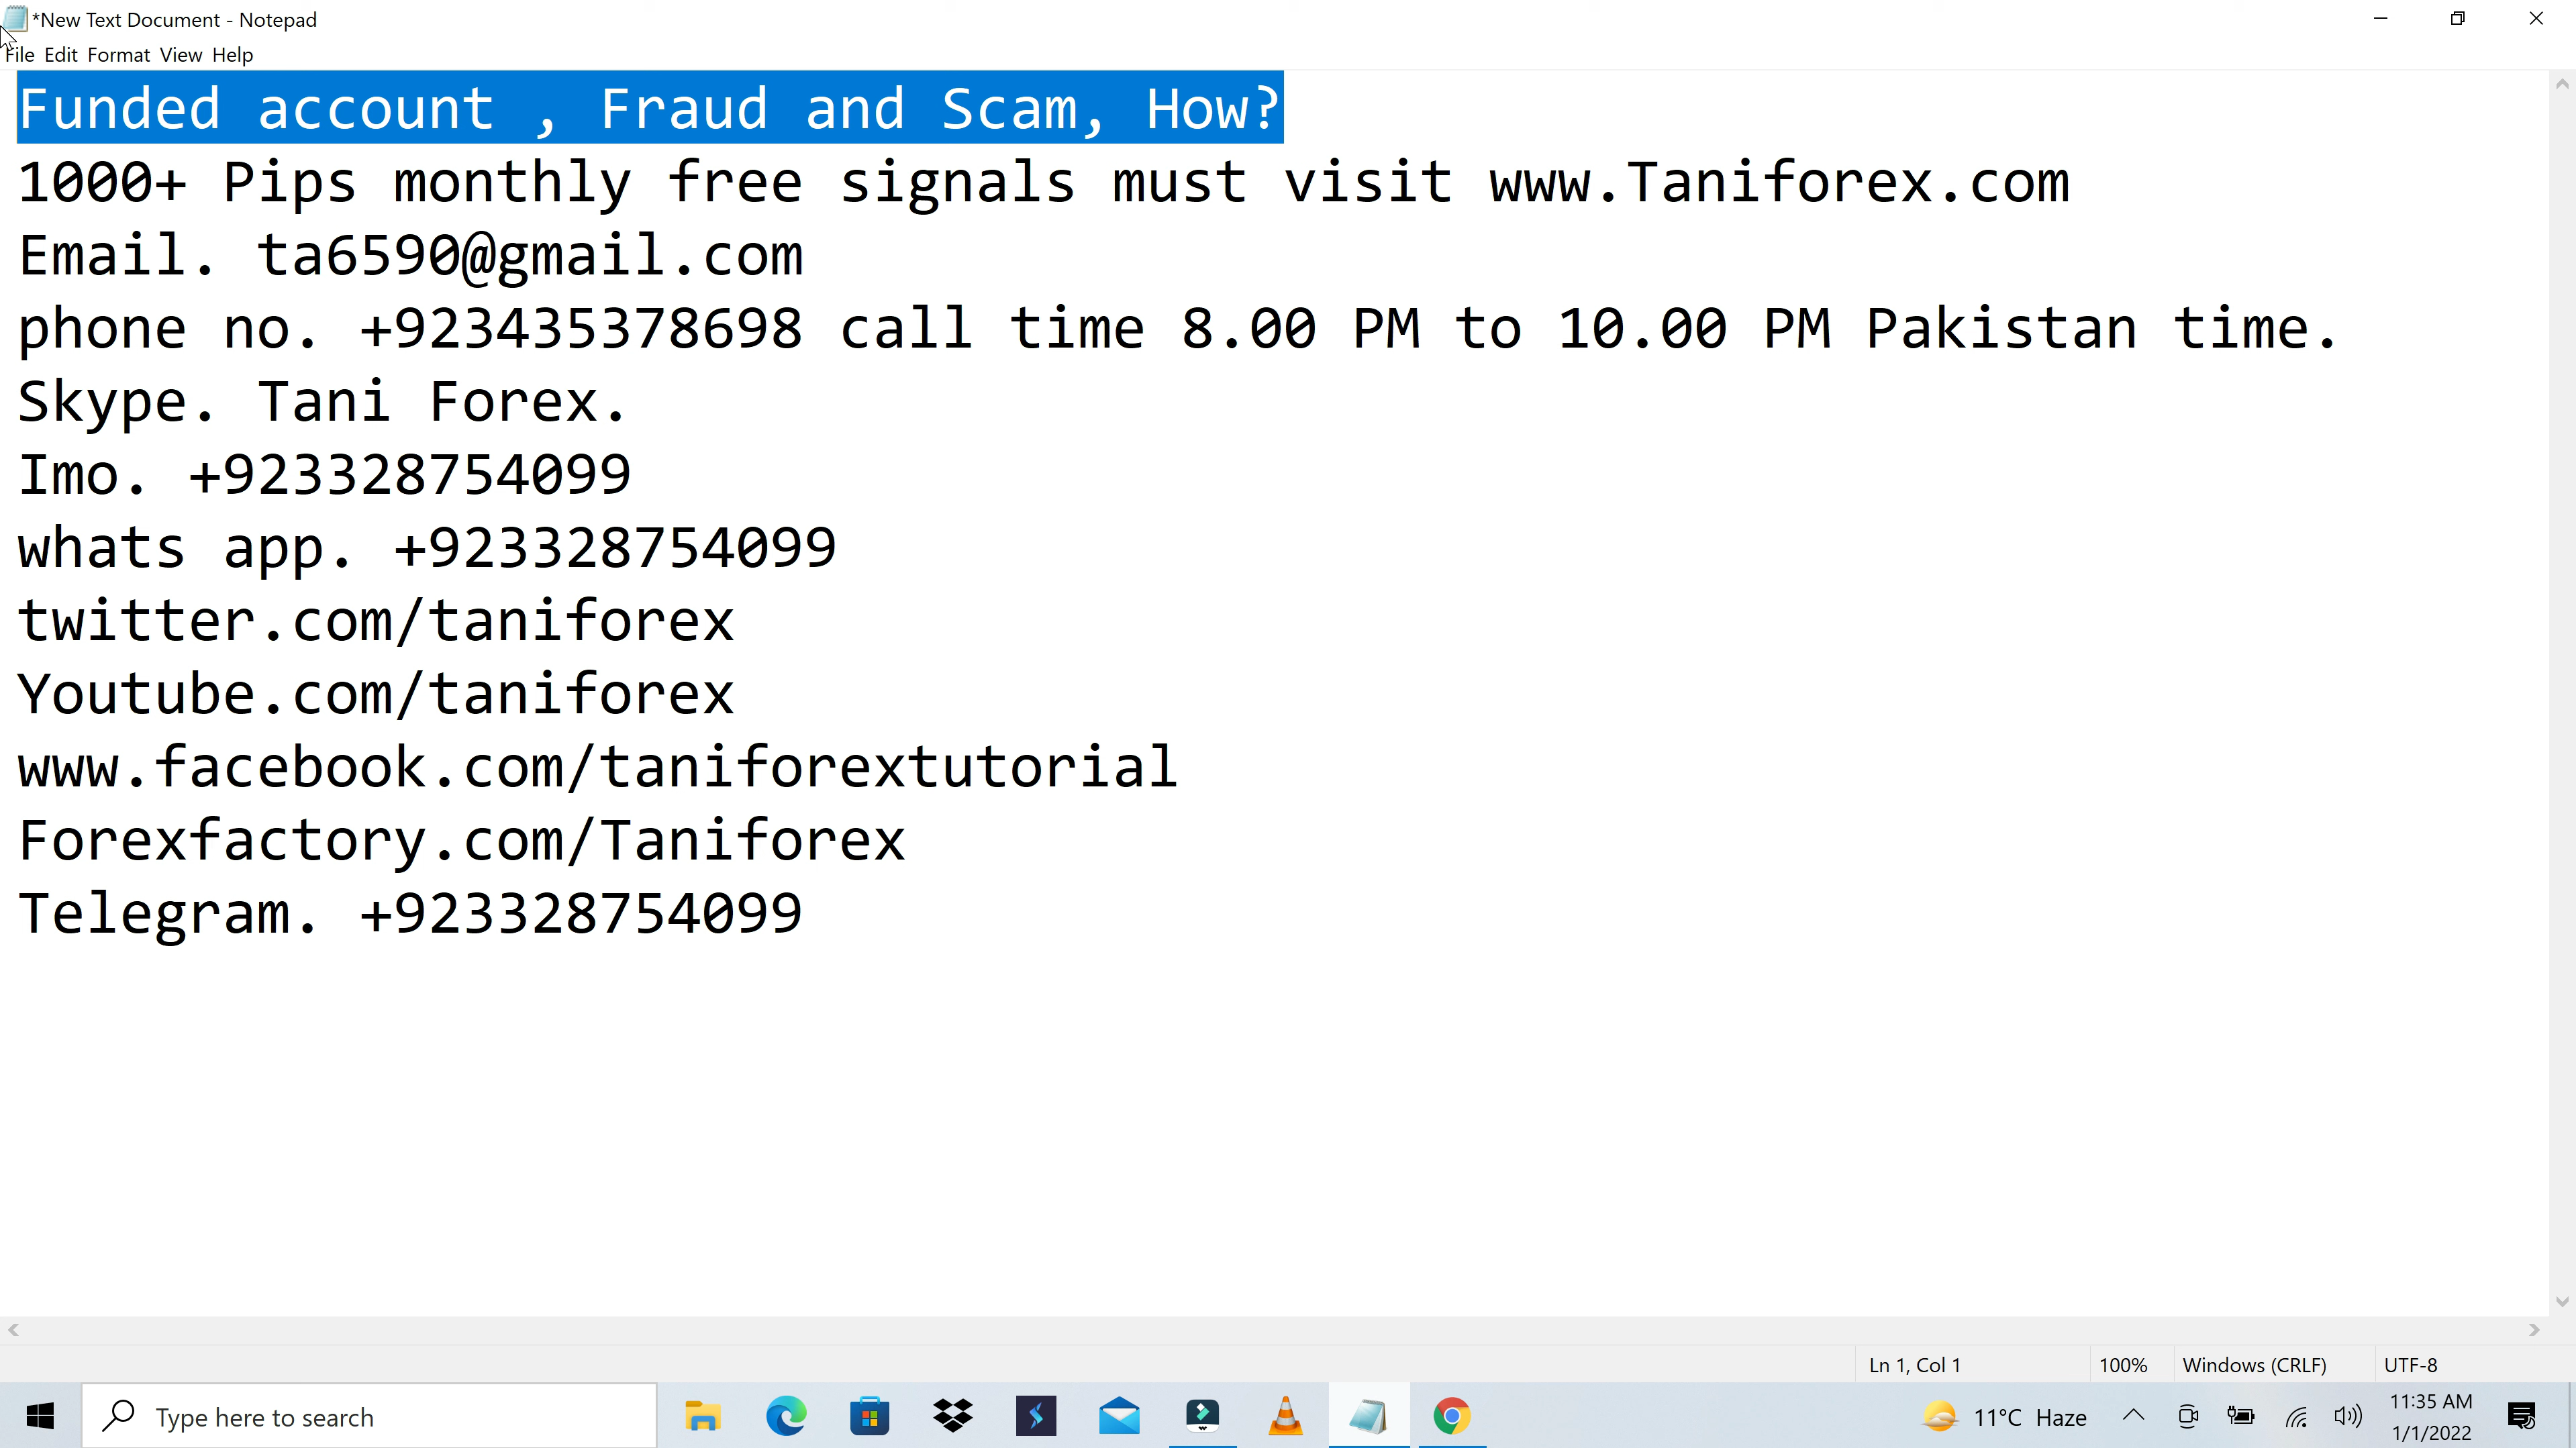 *New Text Document - Notepad
File Edit Format View Help
Funded account , Fraud and Scam, How?
1000+ Pips monthly free signals must visit www.Taniforex.com
Email. ta6590@gmail.com
phone no. +923435378698 call time 8.00 PM to 10.00 PM Pakistan time.
Skype. Tani Forex.
Imo. +923328754099
whats app. +923328754099
twitter.com/taniforex
Youtube.com/taniforex
www.facebook.com/taniforextutorial
Forexfactory.com/Taniforex
Telegram. +923328754099
Ln 1, Col 1 100% Windows (CRLF) UTF-8
Type here to search 11°C Haze 11:35 AM
1/1/2022